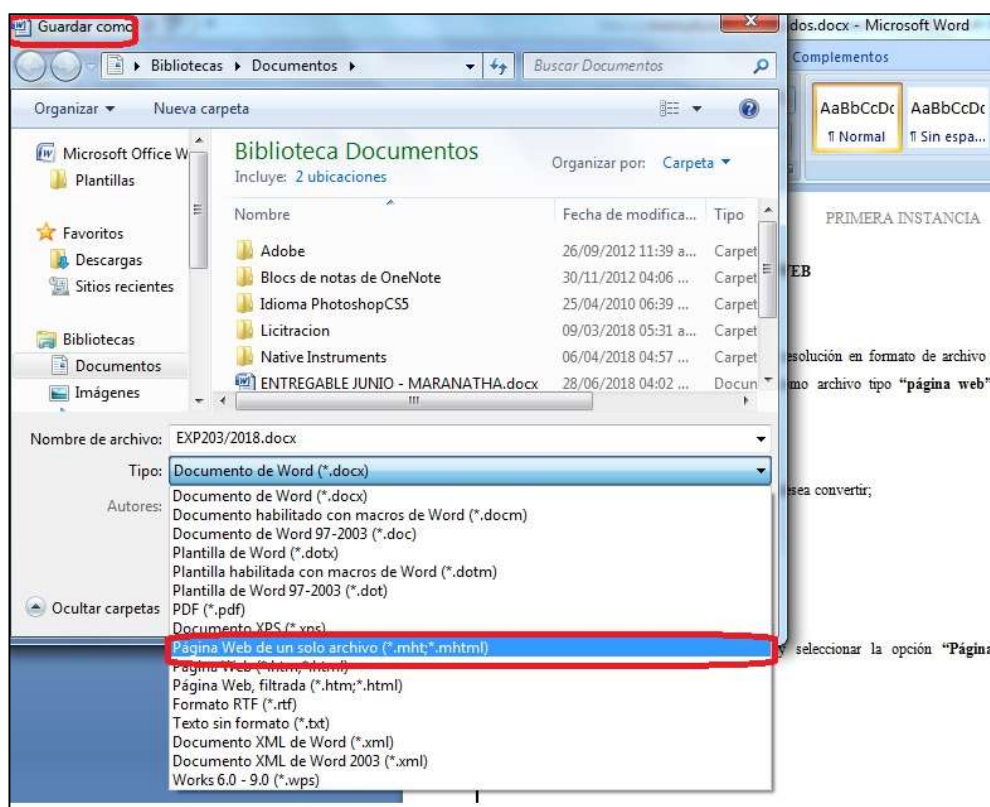 Guardar como
dos.docx - Microsoft Word
Bibliotecas ▸ Documentos ▸
Buscar Documentos
Complementos
Organizar
Nueva carpeta
AaBbCcDc AaBbCcDc
¶ Normal ¶ Sin espa...
Microsoft Office W
Plantillas
Favoritos
Descargas
Sitios recientes
Bibliotecas
Documentos
Imágenes
Biblioteca Documentos
Incluye: 2 ubicaciones
Organizar por: Carpeta
Nombre Fecha de modifica... Tipo
Adobe 26/09/2012 11:39 a... Carpet
Blocs de notas de OneNote 30/11/2012 04:06 ... Carpet
Idioma PhotoshopCS5 25/04/2010 06:39 ... Carpet
Licitracion 09/03/2018 05:31 a... Carpet
Native Instruments 06/04/2018 04:57 ... Carpet
ENTREGABLE JUNIO - MARANATHA.docx 28/06/2018 04:02 ... Docun
PRIMERA INSTANCIA
EB
esolución en formato de archivo
mo archivo tipo “página web”
esea convertir;
y seleccionar la opción “Página
Nombre de archivo: EXP203/2018.docx
Tipo: Documento de Word (*.docx)
Autores:
Documento de Word (*.docx)
Documento habilitado con macros de Word (*.docm)
Documento de Word 97-2003 (*.doc)
Plantilla de Word (*.dotx)
Plantilla habilitada con macros de Word (*.dotm)
Plantilla de Word 97-2003 (*.dot)
Ocultar carpetas
PDF (*.pdf)
Documento XPS (*.xps)
Página Web de un solo archivo (*.mht;*.mhtml)
Página Web (*.htm;*.html)
Página Web, filtrada (*.htm;*.html)
Formato RTF (*.rtf)
Texto sin formato (*.txt)
Documento XML de Word (*.xml)
Documento XML de Word 2003 (*.xml)
Works 6.0 - 9.0 (*.wps)